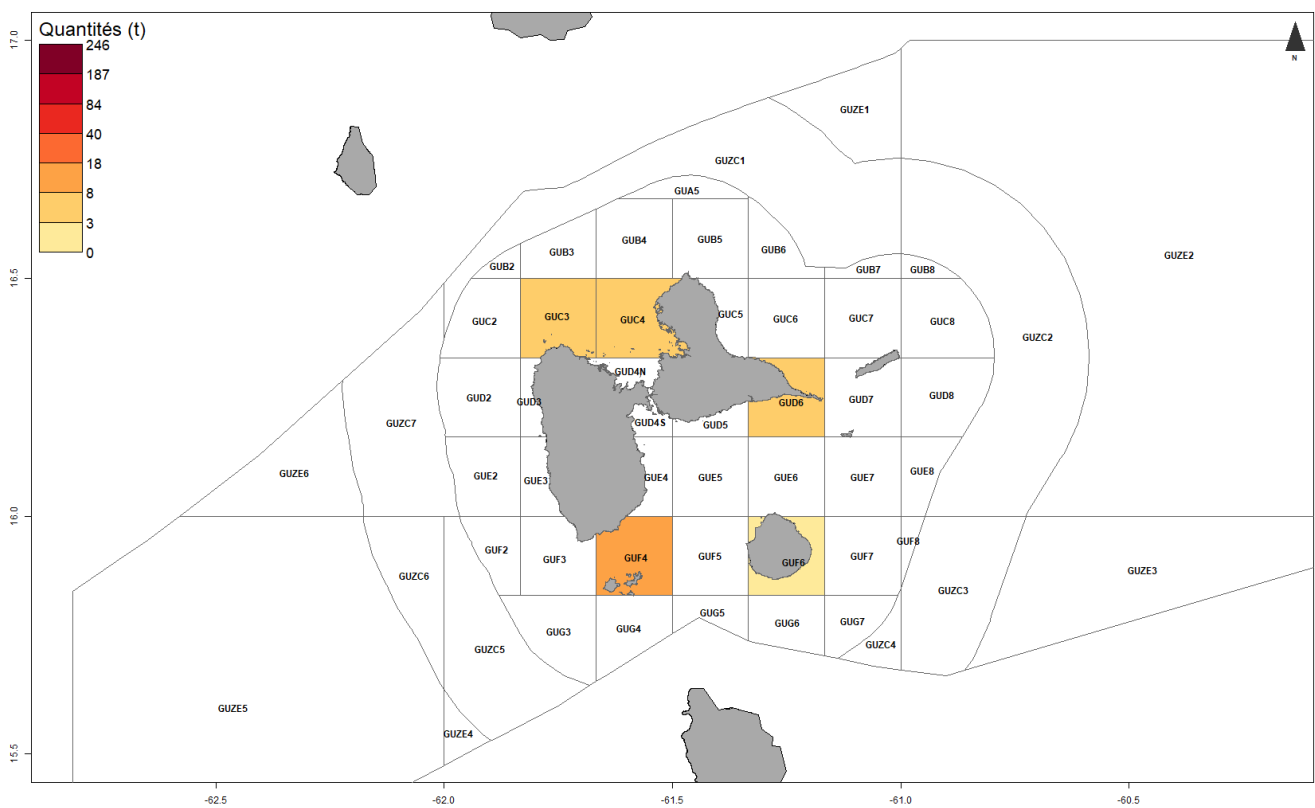 Quantités (t)
246
187
84
40
18
8
3
0
N
17.0
16.5
16.0
15.5
-62.5
-62.0
-61.5
-61.0
-60.5
GUZE1
GUZC1
GUA5
GUB4
GUB5
GUB3
GUB6
GUZE2
GUB2
GUB7
GUB8
GUC2
GUC3
GUC4
GUC5
GUC6
GUC7
GUC8
GUZC2
GUD4N
GUD2
GUD3
GUD6
GUD7
GUD8
GUZC7
GUD4S
GUD5
GUZE6
GUE2
GUE3
GUE4
GUE5
GUE6
GUE7
GUE8
GUF2
GUF3
GUF4
GUF5
GUF6
GUF7
GUF8
GUZC6
GUZE3
GUZC3
GUG5
GUG3
GUG4
GUG6
GUG7
GUZC5
GUZC4
GUZE5
GUZE4